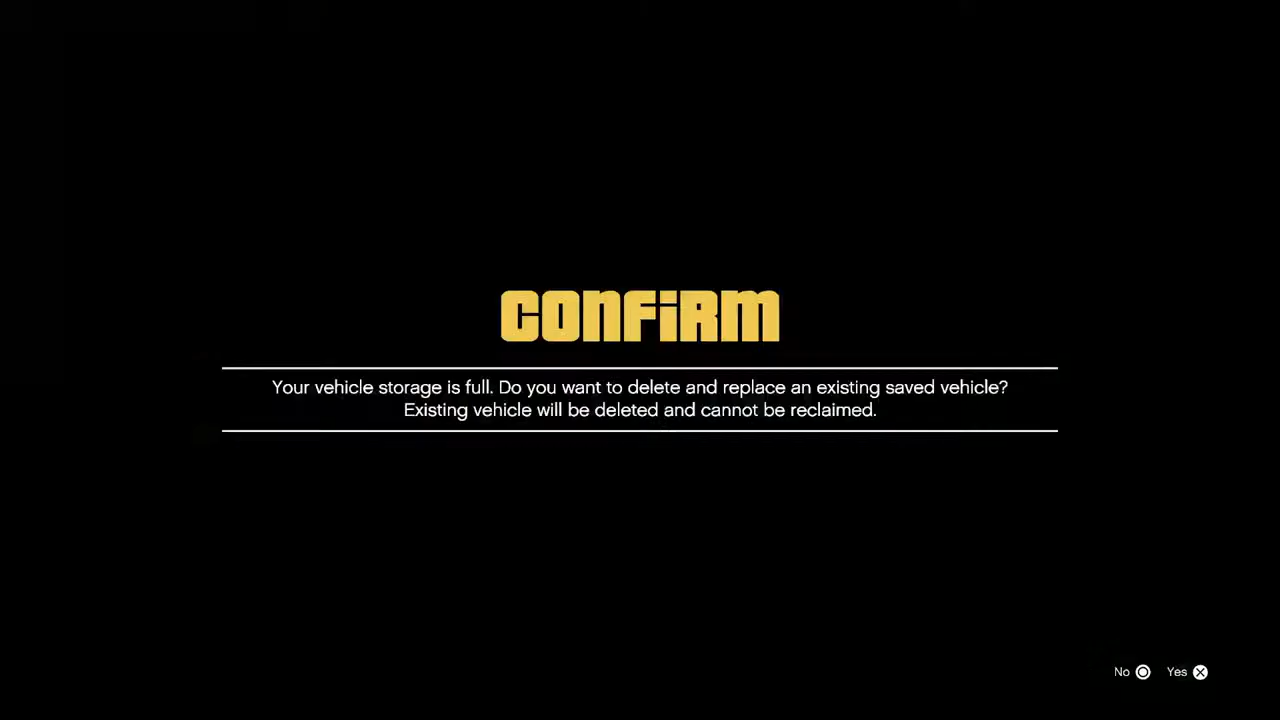 CONFiRM
Your vehicle storage is full. Do you want to delete and replace an existing saved vehicle?
Existing vehicle will be deleted and cannot be reclaimed.
No Yes